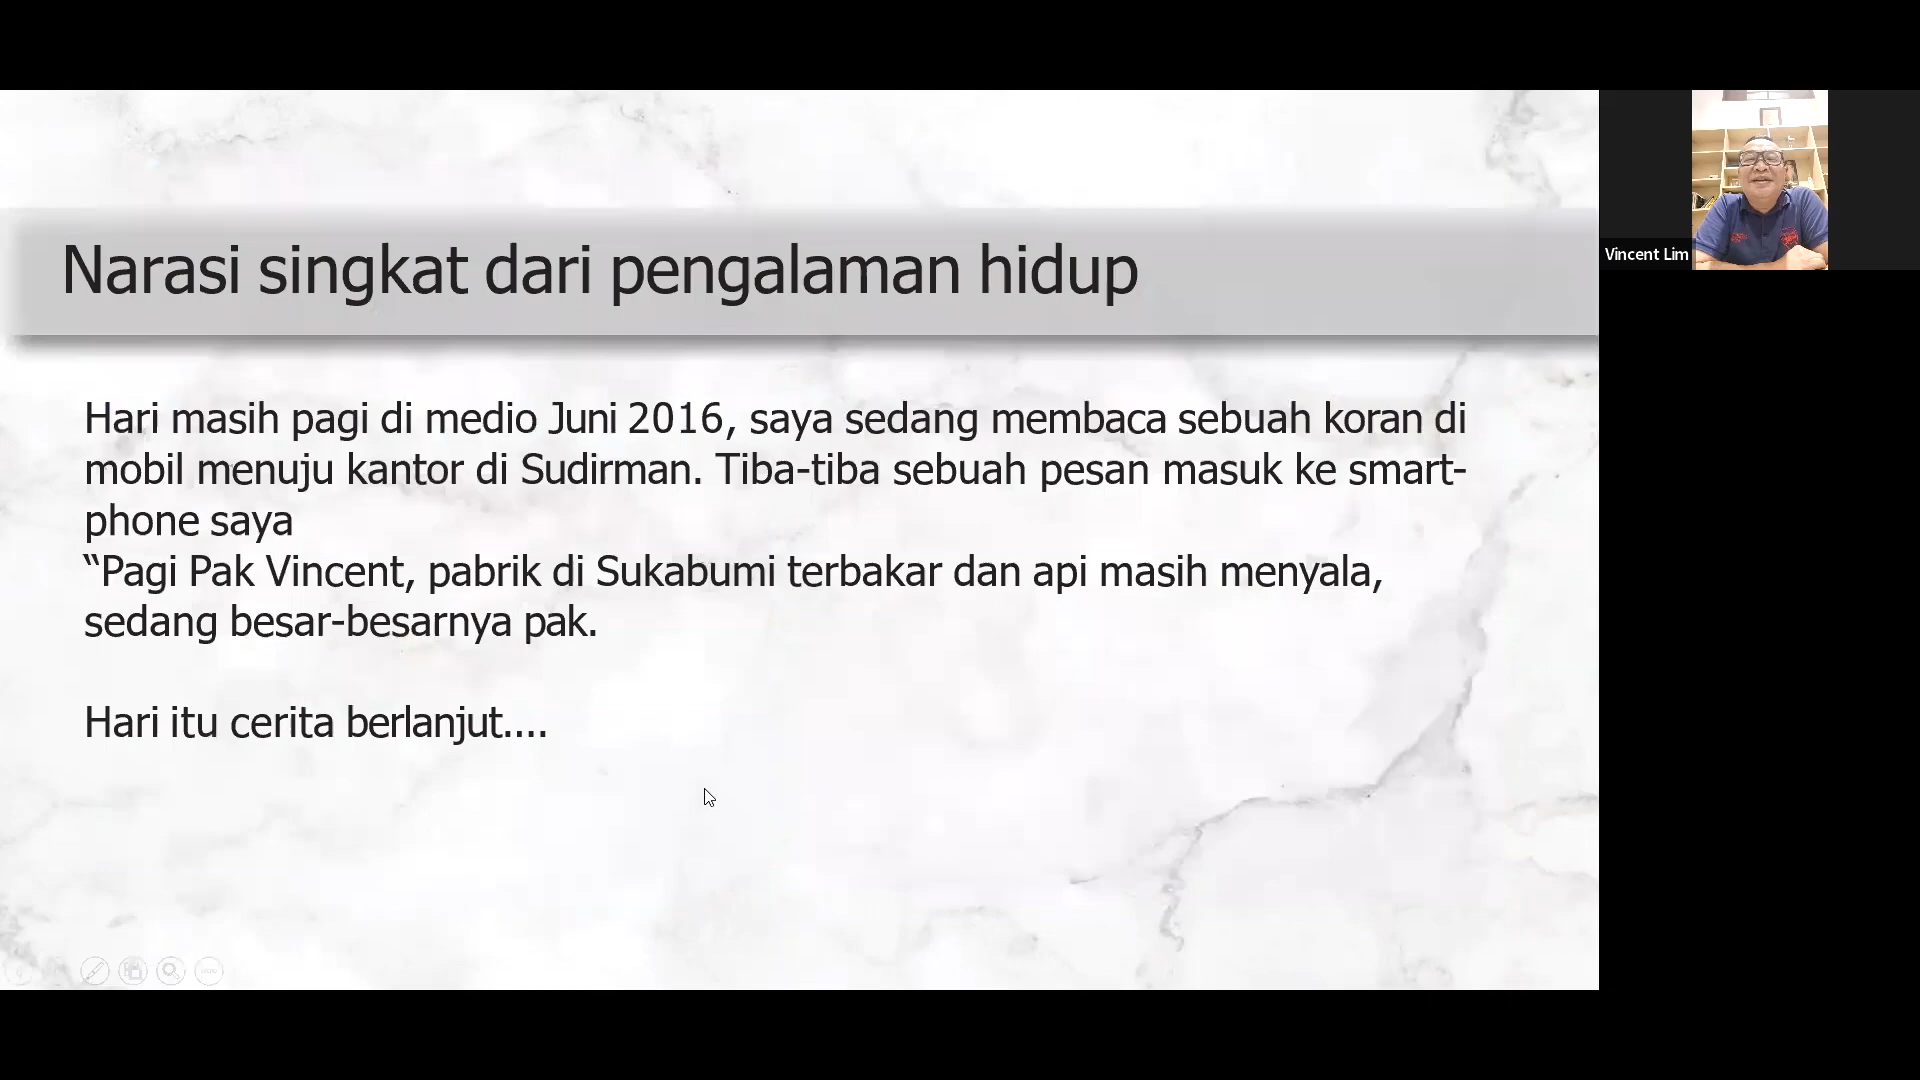 Narasi singkat dari pengalaman hidup
Hari masih pagi di medio Juni 2016, saya sedang membaca sebuah koran di
mobil menuju kantor di Sudirman. Tiba-tiba sebuah pesan masuk ke smart-
phone saya
“Pagi Pak Vincent, pabrik di Sukabumi terbakar dan api masih menyala,
sedang besar-besarnya pak.
Hari itu cerita berlanjut....
Vincent Lim